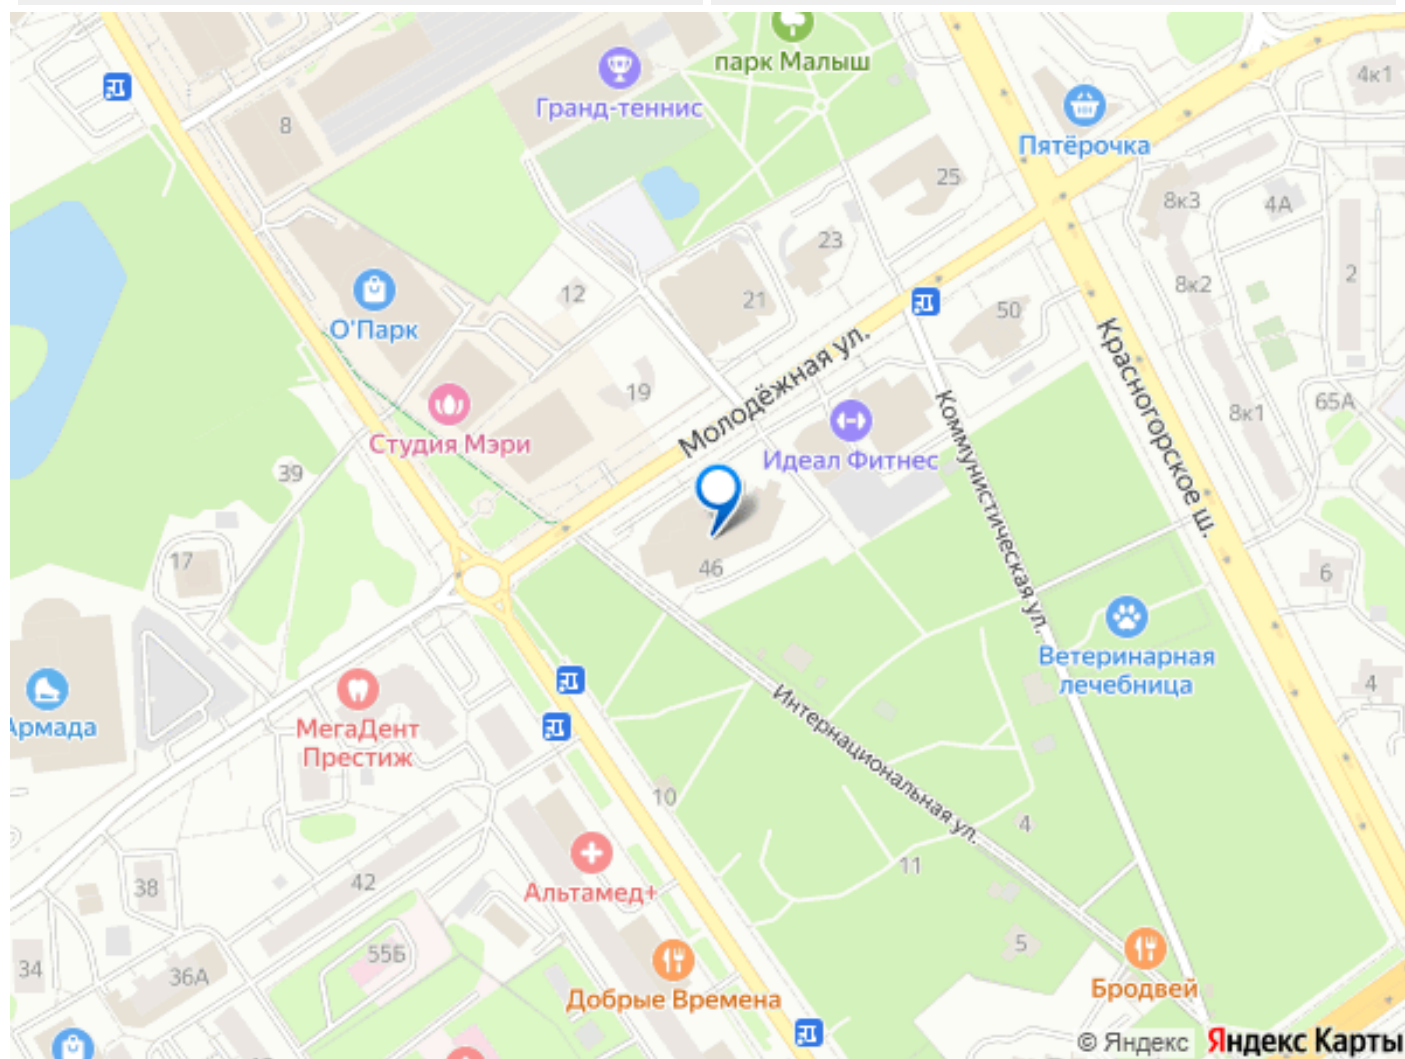 парк Малыш
Гранд-теннис
4к1
Пятёрочка
8
25
8к3
4А
23
12
21
8к2
2
О'Парк
50
Молодёжная ул.
Красногорское ш.
19
Коммунистическая ул.
65А
8к1
Студия Мэри
Идеал Фитнес
39
17
46
6
Ветеринарная
лечебница
4
Армада
МегаДент
Престиж
Интернациональная ул.
10
4
11
38
42
Альтамед+
5
55Б
34
36А
Добрые Времена
Бродвей
© Яндекс Яндекс Карты